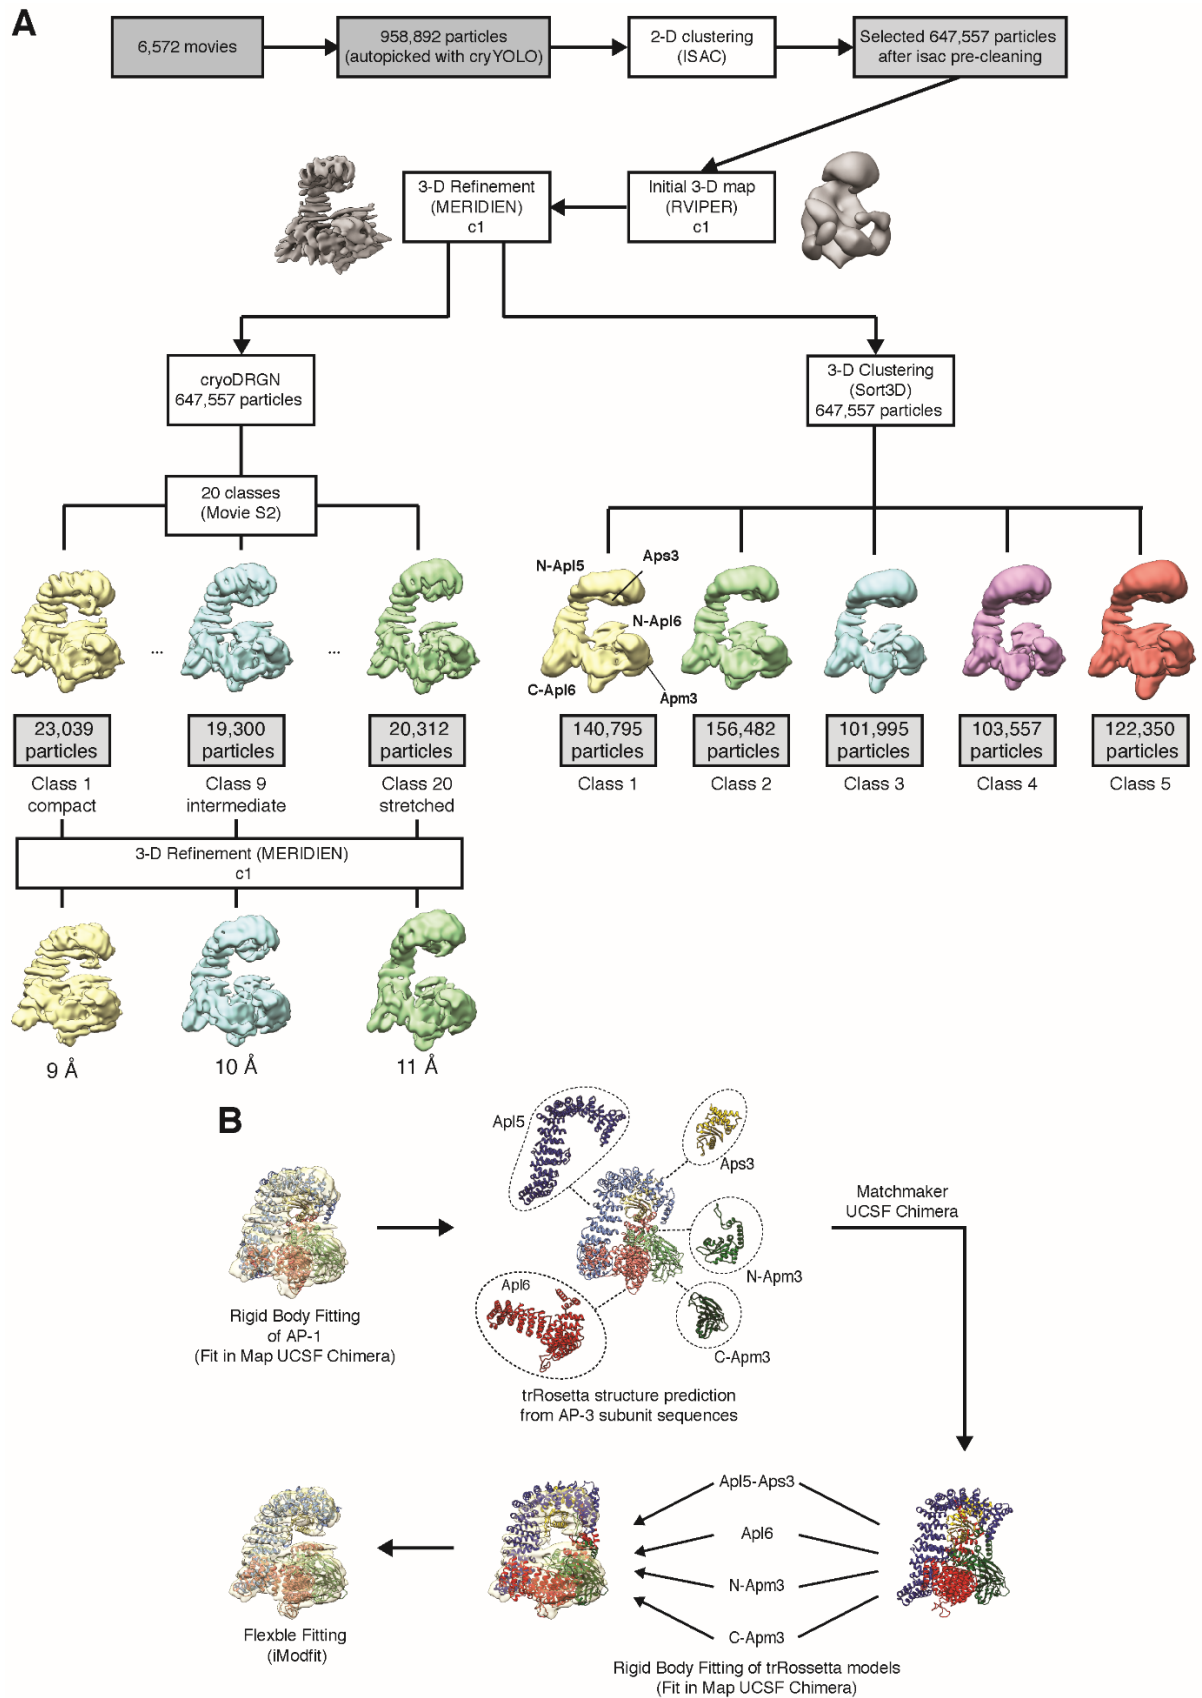 A
6,572 movies
958,892 particles
(autopicked with crYOLO)
2-D clustering
(ISAC)
Selected 647,557 particles
after isac pre-cleaning
3-D Refinement
(MERIDIEN)
c1
Initial 3-D map
(RVIPER)
c1
cryoDRGN
647,557 particles
3-D Clustering
(Sort3D)
647,557 particles
20 classes
(Movie S2)
...
...
N-Apl5
Aps3
N-Apl6
C-Apl6
Apm3
23,039
particles
19,300
particles
20,312
particles
140,795
particles
156,482
particles
101,995
particles
103,557
particles
122,350
particles
Class 1
compact
Class 9
intermediate
Class 20
stretched
Class 1
Class 2
Class 3
Class 4
Class 5
3-D Refinement (MERIDIEN)
c1
9 Å
10 Å
11 Å
B
Apl5
Aps3
N-Apm3
Apl6
C-Apm3
Matchmaker
UCSF Chimera
Rigid Body Fitting
of AP-1
(Fit in Map UCSF Chimera)
trRosetta structure prediction
from AP-3 subunit sequences
Apl5-Aps3
Apl6
N-Apm3
C-Apm3
Flexble Fitting
(iModfit)
Rigid Body Fitting of trRossetta models
(Fit in Map UCSF Chimera)